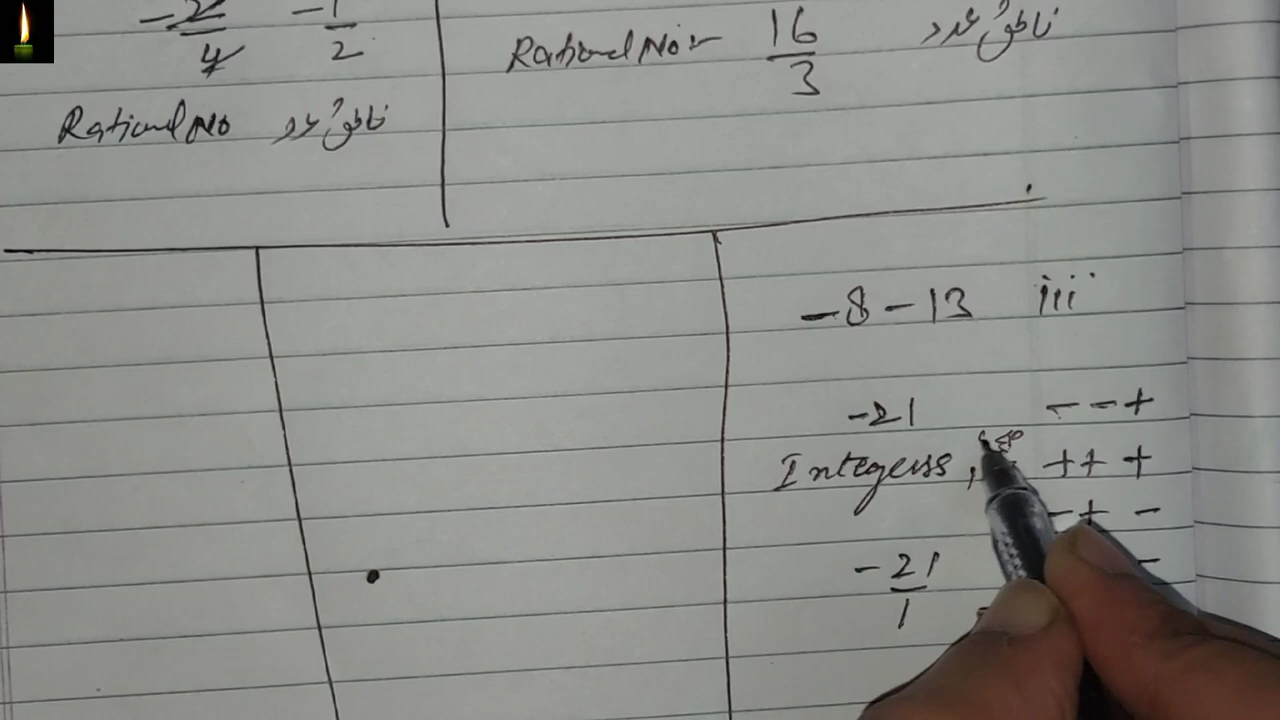 -2/4 -1/2
Rational No ناطق عدد
Rational No 16/3 ناطق عدد
-8-13 iii
-21
Integers,
- - +
+ + +
- + -
-
-21/1